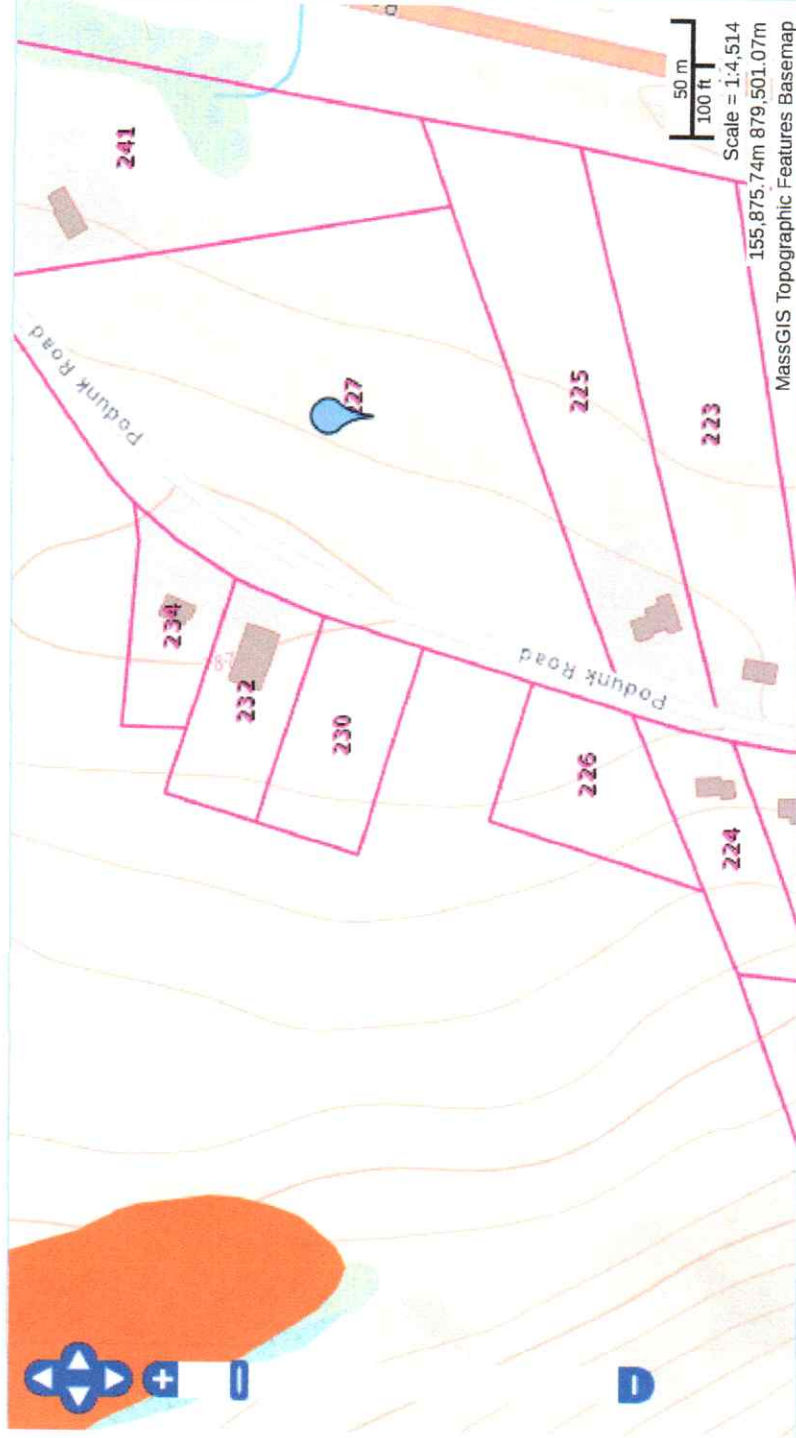 241
Podunk Road
227
225
223
234
232
230
Podunk Road
226
224
50 m
100 ft
Scale = 1:4,514
155,875.74m 879,501.07m
MassGIS Topographic Features Basemap